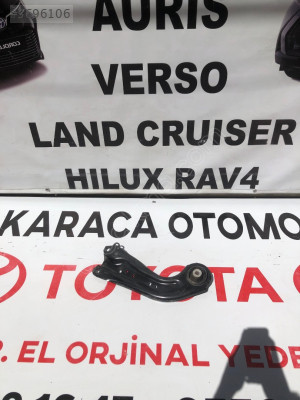 AURIS
VERSO
LAND CRUISER
HILUX RAV4
KARACA OTOMO
TOYOTA
. EL ORJİNAL YEDE